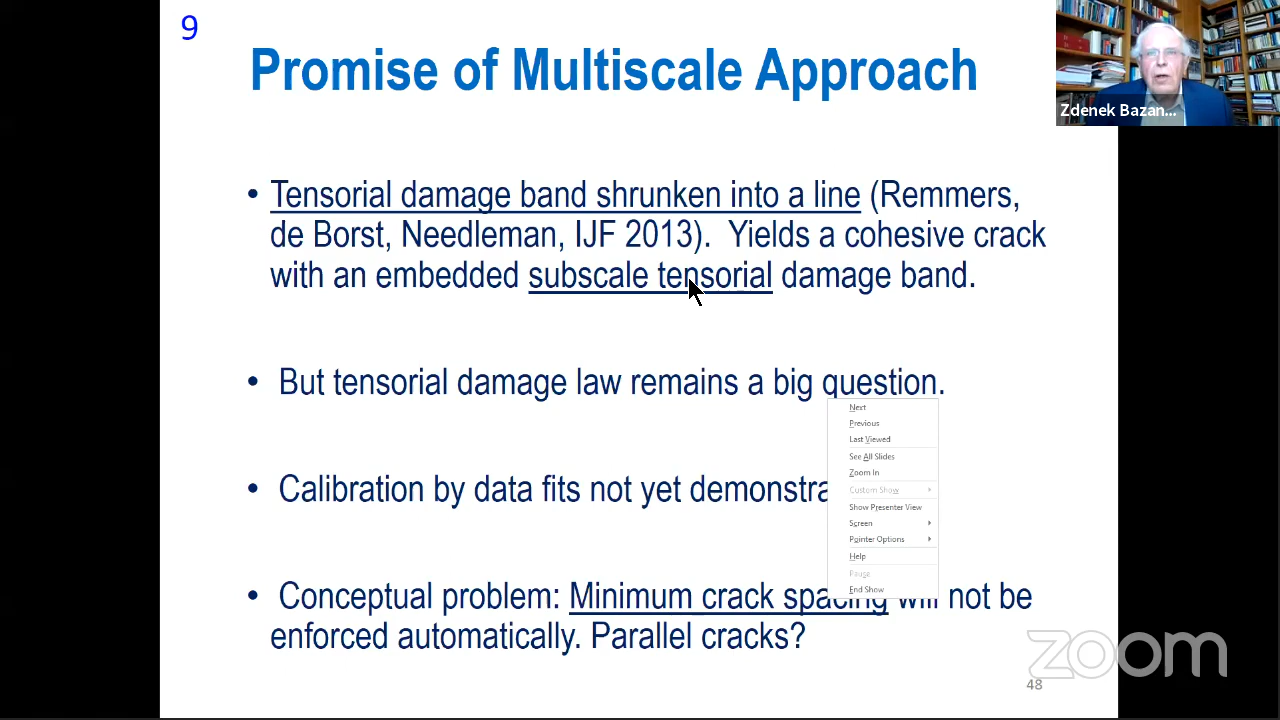 9
Promise of Multiscale Approach
Zdenek Bazan...
• Tensorial damage band shrunken into a line (Remmers,
de Borst, Needleman, IJF 2013). Yields a cohesive crack
with an embedded subscale tensorial damage band.
• But tensorial damage law remains a big question.
• Calibration by data fits not yet demonstra
• Conceptual problem: Minimum crack spacing will not be
enforced automatically. Parallel cracks?
Next
Previous
Last Viewed
See All Slides
Zoom In
Custom Show
Show Presenter View
Screen
Pointer Options
Help
Pause
End Show
zoom
48